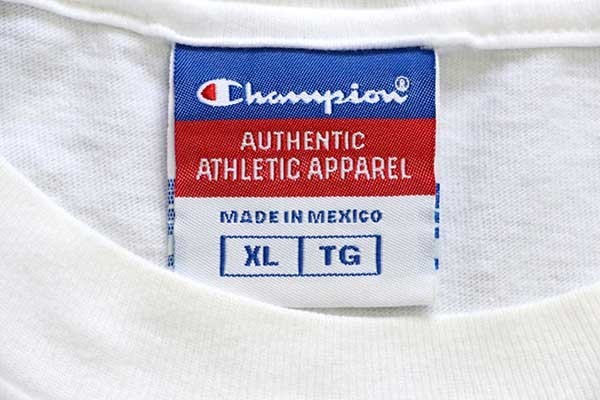 Champion®
AUTHENTIC
ATHLETIC APPAREL
MADE IN MEXICO
XL TG